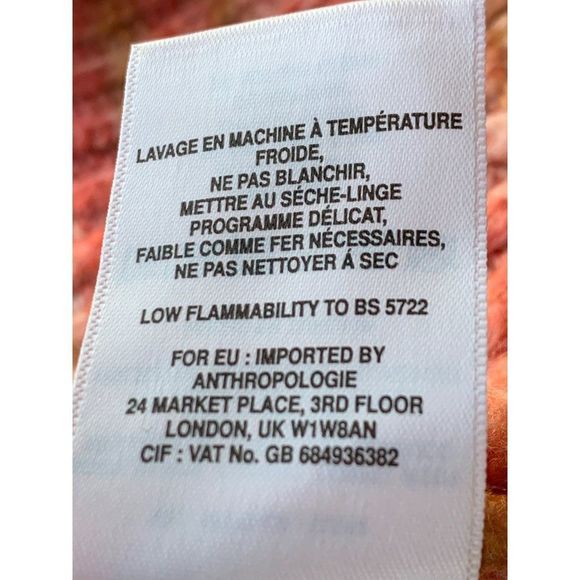 LAVAGE EN MACHINE À TEMPÉRATURE
FROIDE,
NE PAS BLANCHIR,
METTRE AU SÉCHE-LINGE
PROGRAMME DÉLICAT,
FAIBLE COMME FER NÉCESSAIRES,
NE PAS NETTOYER Á SEC
LOW FLAMMABILITY TO BS 5722
FOR EU : IMPORTED BY
ANTHROPOLOGIE
24 MARKET PLACE, 3RD FLOOR
LONDON, UK W1W8AN
CIF : VAT No. GB 684936382